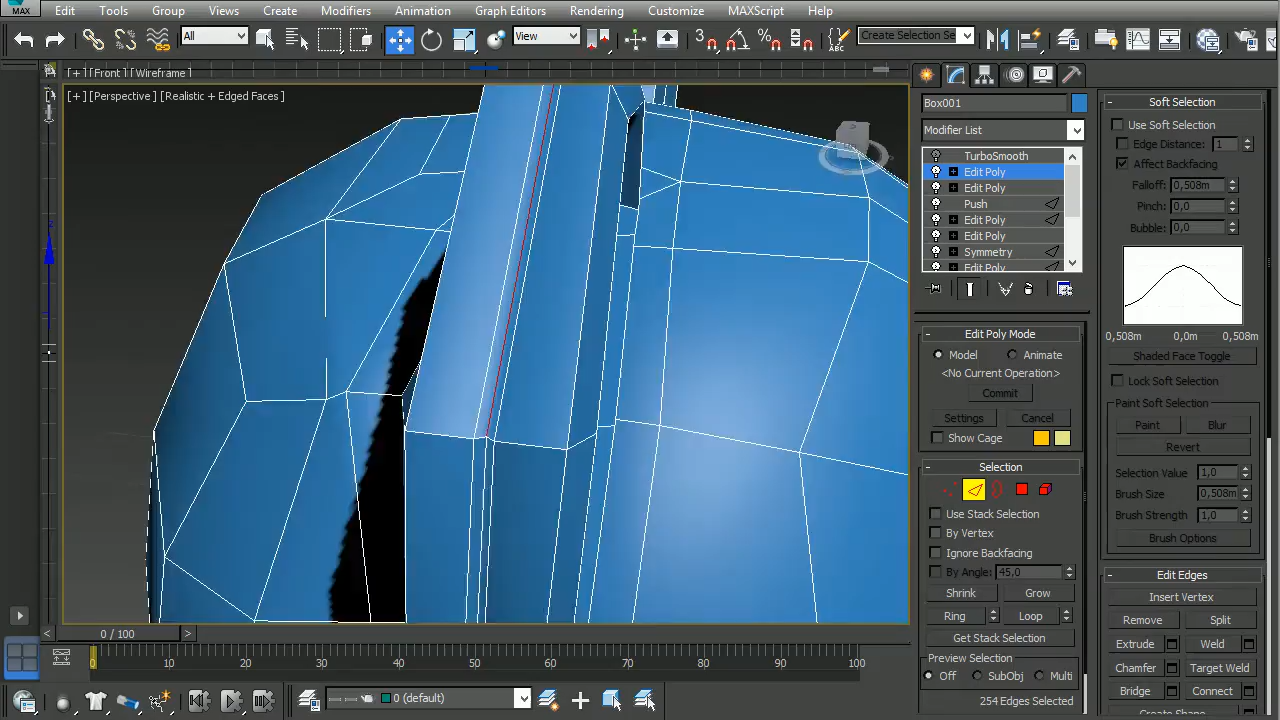 MAX Edit Tools Group Views Create Modifiers Animation Graph Editors Rendering Customize MAXScript Help
All
View
3
%
ABC
Create Selection Se
[+][Front][Wireframe]
[+][Perspective][Realistic + Edged Faces]
Box001
Modifier List
TurboSmooth
Edit Poly
Edit Poly
Push
Edit Poly
Edit Poly
Symmetry
Edit Poly
Edit Poly Mode
Model Animate
<No Current Operation>
Commit
Settings Cancel
Show Cage
Selection
Use Stack Selection
By Vertex
Ignore Backfacing
By Angle: 45,0
Shrink Grow
Ring Loop
Get Stack Selection
Preview Selection
Off SubObj Multi
254 Edges Selected
Soft Selection
Use Soft Selection
Edge Distance: 1
Affect Backfacing
Falloff: 0,508m
Pinch: 0,0
Bubble: 0,0
0,508m 0,0m 0,508m
Shaded Face Toggle
Lock Soft Selection
Paint Soft Selection
Paint Blur
Revert
Selection Value 1,0
Brush Size 0,508m
Brush Strength 1,0
Brush Options
Edit Edges
Insert Vertex
Remove Split
Extrude Weld
Chamfer Target Weld
Bridge Connect
Create Shape
< 0 / 100 >
0 10 20 30 40 50 60 70 80 90 100
0 (default)